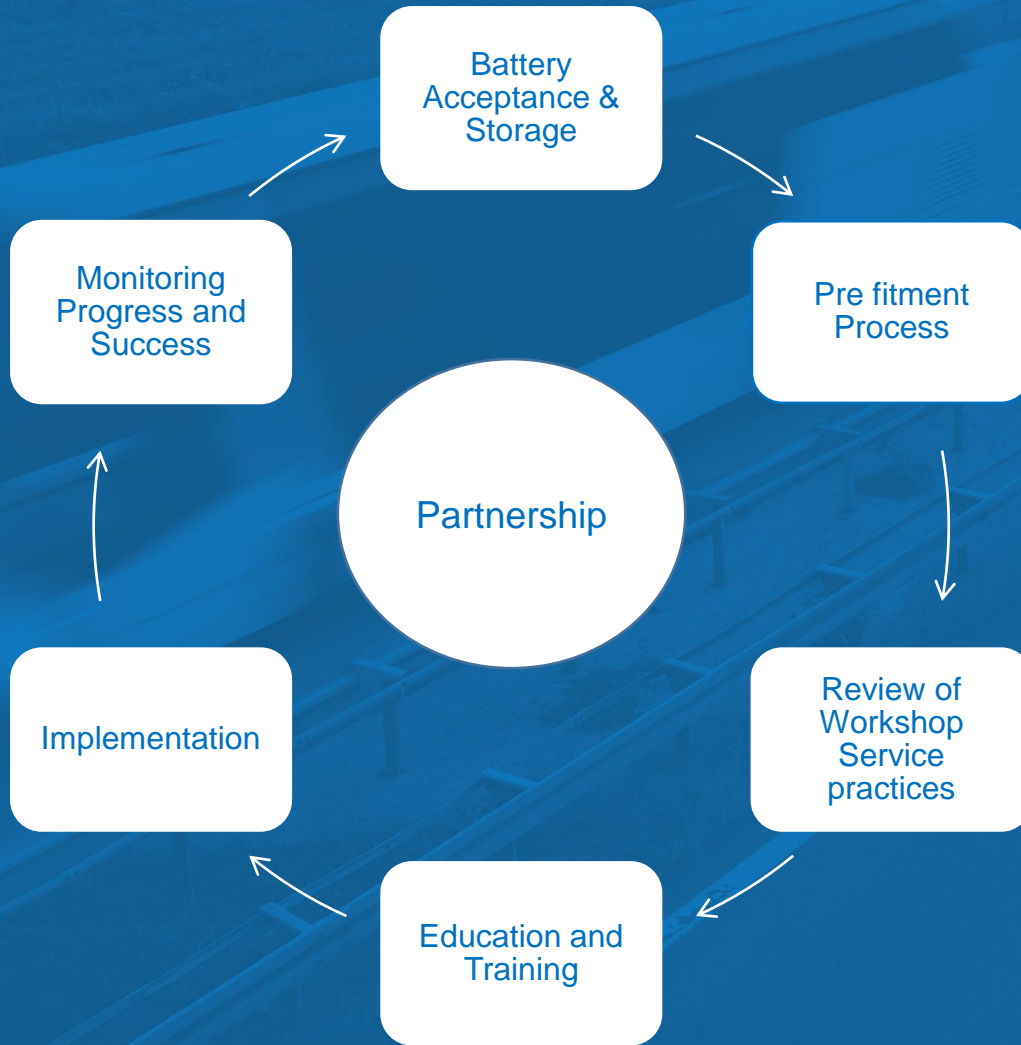 Battery
Acceptance &
Storage
Pre fitment
Process
Review of
Workshop
Service
practices
Education and
Training
Implementation
Monitoring
Progress and
Success
Partnership